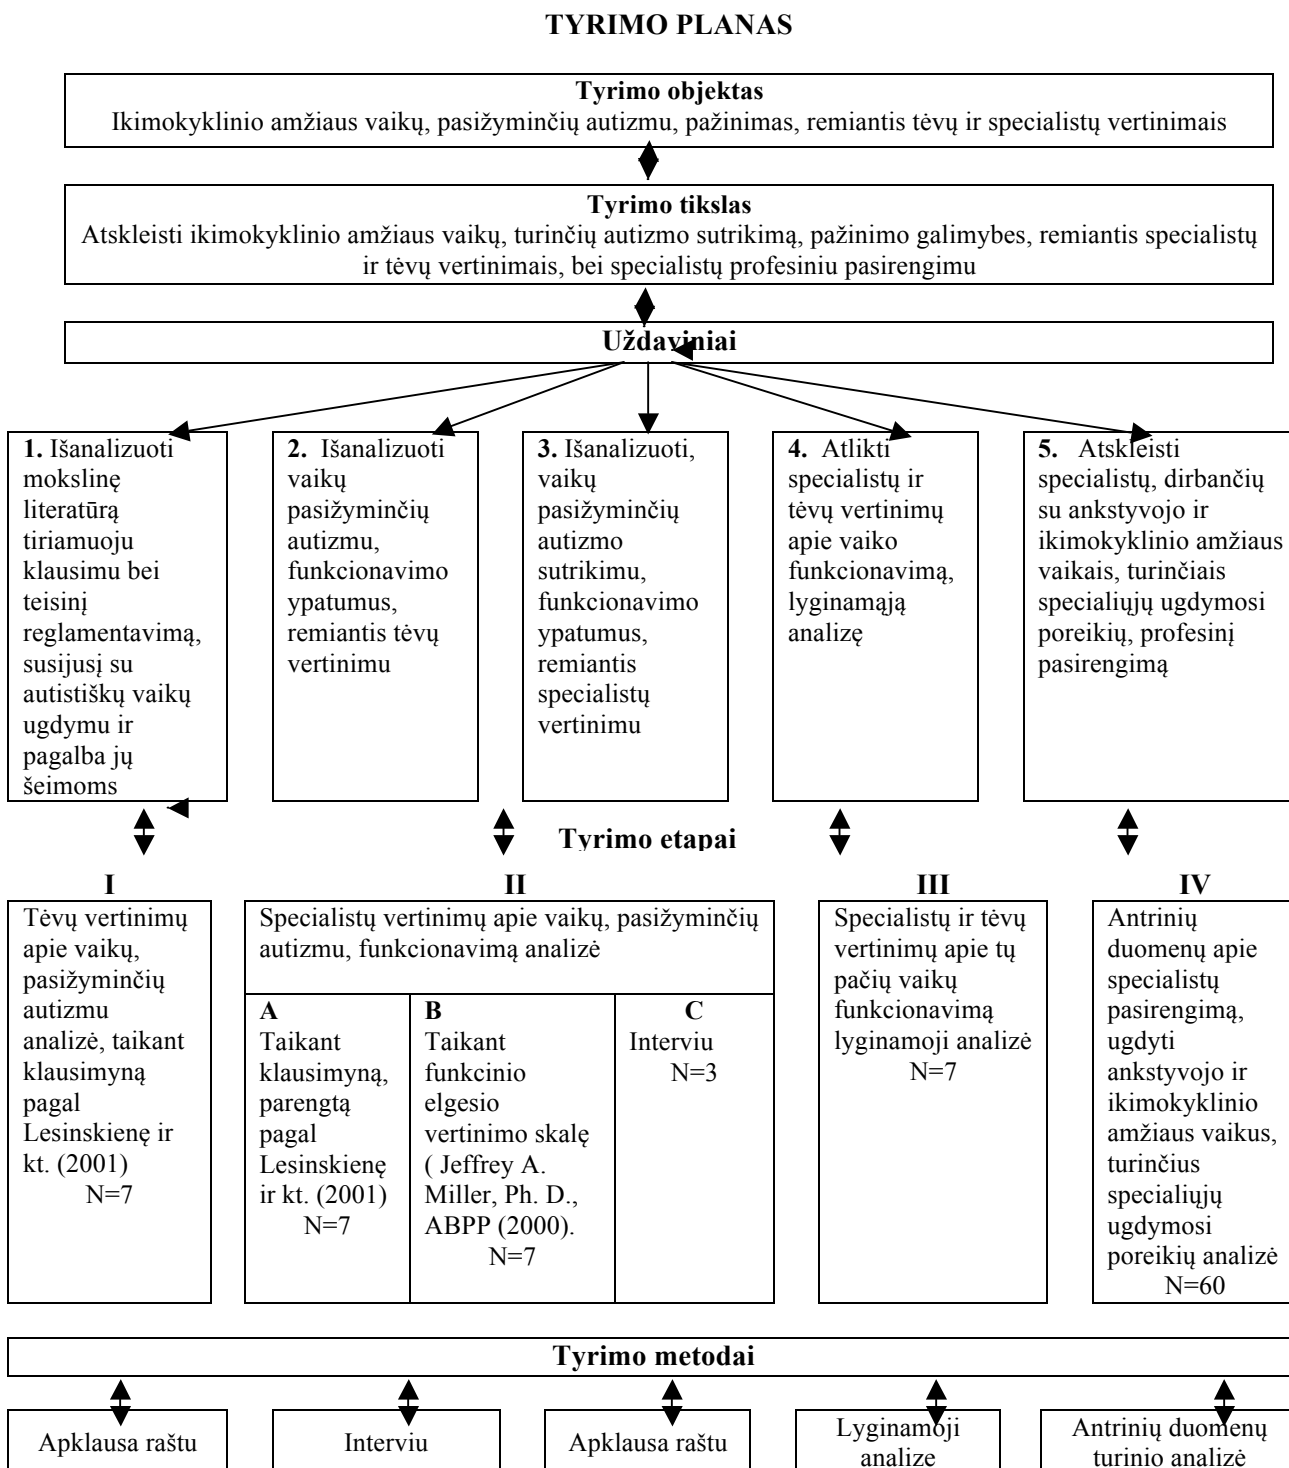 TYRIMO PLANAS
Tyrimo objektas
Ikimokyklinio amžiaus vaikų, pasižyminčių autizmu, pažinimas, remiantis tėvų ir specialistų vertinimais
Tyrimo tikslas
Atskleisti ikimokyklinio amžiaus vaikų, turinčių autizmo sutrikimą, pažinimo galimybes, remiantis specialistų
ir tėvų vertinimais, bei specialistų profesiniu pasirengimu
Uždaviniai
1. Išanalizuoti
mokslinę
literatūrą
tiriamuoju
klausimu bei
teisinį
reglamentavimą,
susijusį su
autistiškų vaikų
ugdymu ir
pagalba jų
šeimoms
2. Išanalizuoti
vaikų
pasižyminčių
autizmu,
funkcionavimo
ypatumus,
remiantis tėvų
vertinimu
3. Išanalizuoti,
vaikų
pasižyminčių
autizmo
sutrikimu,
funkcionavimo
ypatumus,
remiantis
specialistų
vertinimu
4. Atlikti
specialistų ir
tėvų vertinimų
apie vaiko
funkcionavimą,
lyginamąją
analizę
5. Atskleisti
specialistų, dirbančių
su ankstyvojo ir
ikimokyklinio amžiaus
vaikais, turinčiais
specialiųjų ugdymosi
poreikių, profesinį
pasirengimą
Tyrimo etapai
I
Tėvų vertinimų
apie vaikų,
pasižyminčių
autizmu
analizė, taikant
klausimyną
pagal
Lesinskienę ir
kt. (2001)
N=7
II
Specialistų vertinimų apie vaikų, pasižyminčių
autizmu, funkcionavimą analizė
A
Taikant
klausimyną,
parengtą
pagal
Lesinskienę
ir kt. (2001)
N=7
B
Taikant
funkcinio
elgesio
vertinimo skalę
( Jeffrey A.
Miller, Ph. D.,
ABPP (2000).
N=7
C
Interviu
N=3
III
Specialistų ir tėvų
vertinimų apie tų
pačių vaikų
funkcionavimą
lyginamoji analizė
N=7
IV
Antrinių
duomenų apie
specialistų
pasirengimą,
ugdyti
ankstyvojo ir
ikimokyklinio
amžiaus vaikus,
turinčius
specialiųjų
ugdymosi
poreikių analizė
N=60
Tyrimo metodai
Apklausa raštu
Interviu
Apklausa raštu
Lyginamoji
analize
Antrinių duomenų
turinio analizė